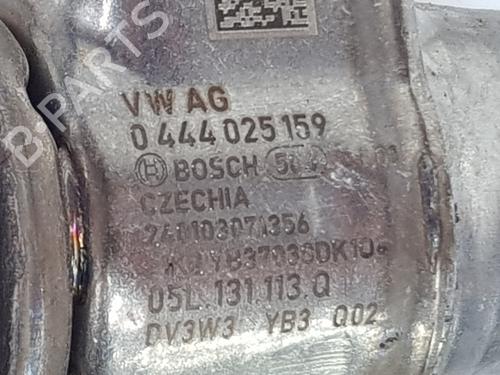 B-PARTS
VW AG
0 444 025 159
BOSCH
CZECHIA
05L 131 113 Q
DV3W3 YB3 Q02